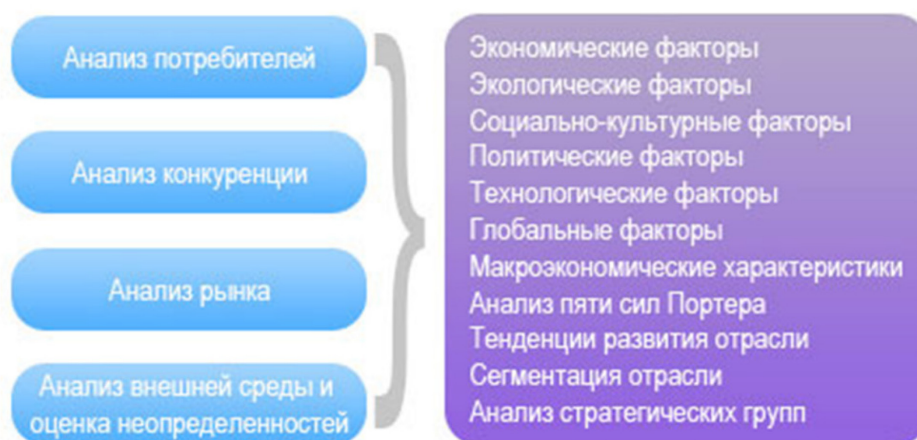 Анализ потребителей
Анализ конкуренции
Анализ рынка
Анализ внешней среды и
оценка неопределенностей
Экономические факторы
Экологические факторы
Социально-культурные факторы
Политические факторы
Технологические факторы
Глобальные факторы
Макроэкономические характеристики
Анализ пяти сил Портера
Тенденции развития отрасли
Сегментация отрасли
Анализ стратегических групп